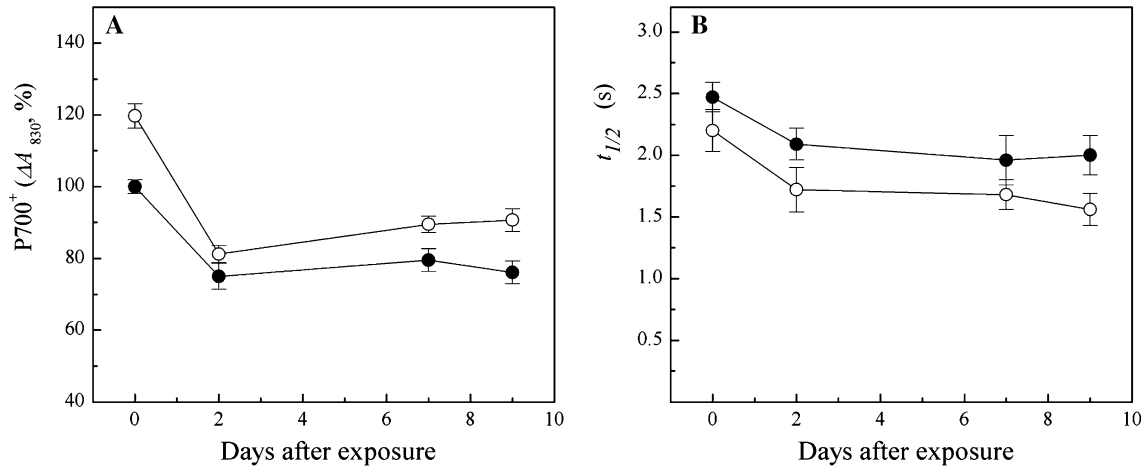 A
P700⁺ (ΔA ₈₃₀, %)
140
120
100
80
60
40
0 2 4 6 8 10
Days after exposure
B
t₁/₂ (s)
3.0
2.5
2.0
1.5
1.0
0.5
0 2 4 6 8 10
Days after exposure